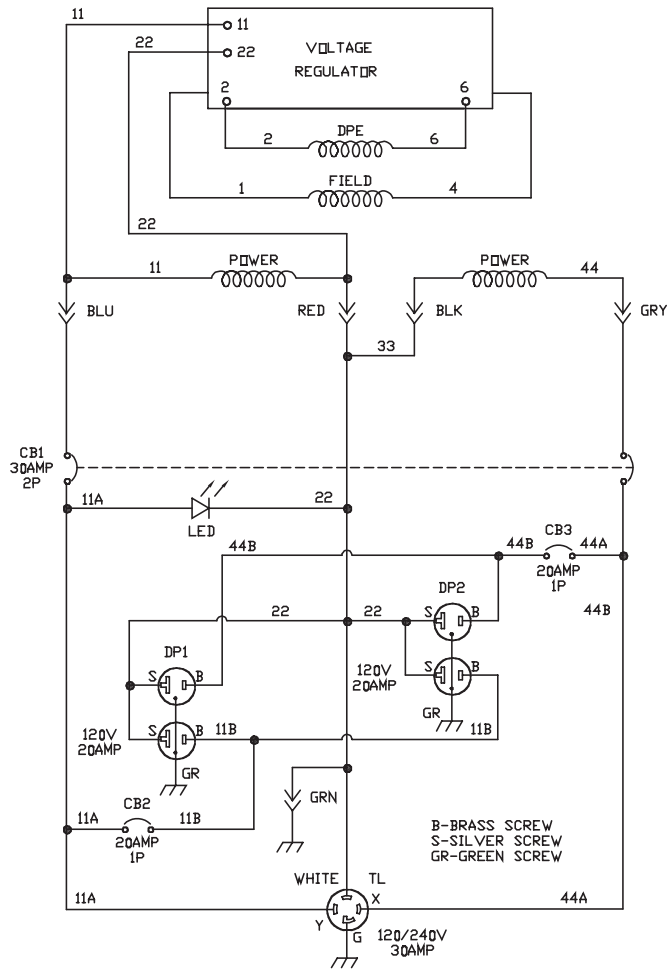 11
11
22
22
VOLTAGE
REGULATOR
2
6
DPE
2
6
FIELD
1
4
22
POWER
POWER
11
44
BLU
RED
BLK
GRY
33
CB1
30AMP
2P
11A
22
LED
CB3
44B
44B
44A
20AMP
1P
DP2
44B
22
22
S
B
DP1
S
B
S
B
120V
20AMP
GR
S
B
11B
11B
120V
20AMP
GR
GRN
CB2
11A
11B
20AMP
1P
B-BRASS SCREW
S-SILVER SCREW
GR-GREEN SCREW
WHITE
TL
11A
X
44A
Y
G
120/240V
30AMP